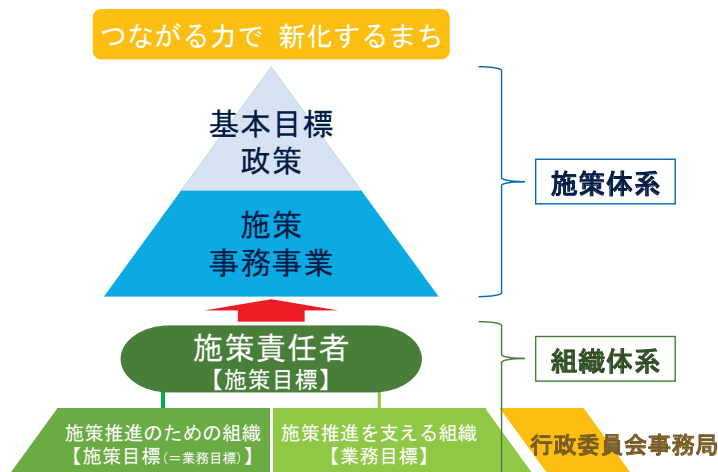 つながる力で 新化するまち
基本目標
政策
施策
事務事業
施策体系
施策責任者
【施策目標】
組織体系
施策推進のための組織
【施策目標(＝業務目標)】
施策推進を支える組織
【業務目標】
行政委員会事務局